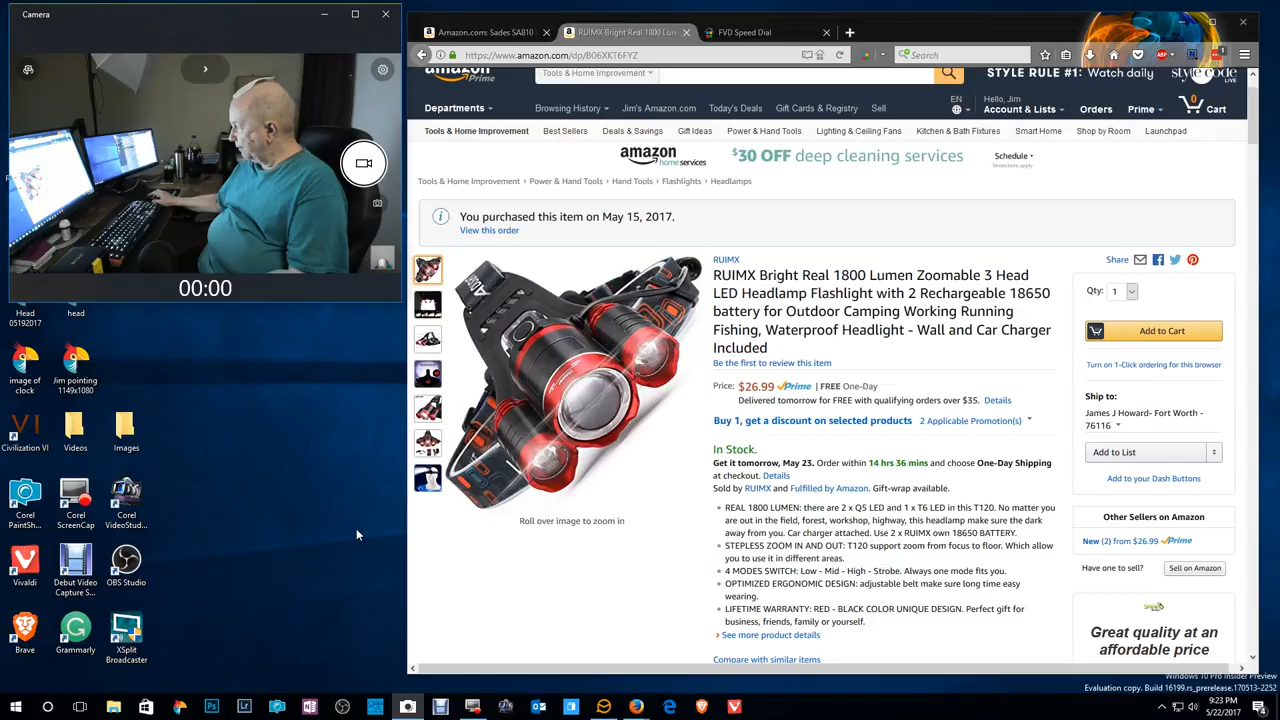 Camera
00:00
Head
05192017
head
image of
clock
Jim pointing
1149x1080
CIVILIZATION VI
Videos
Images
Corel
PaintSh...
Corel
ScreenCap
Corel
VideoStud...
Vivaldi
Debut Video
Capture S...
OBS Studio
Brave
Grammarly
XSplit
Broadcaster
Amazon.com: Sades SA810
RUIMX Bright Real 1800 Lum
FVD Speed Dial
https://www.amazon.com/dp/B06XKT6FYZ
Search
amazon
Prime
Tools & Home Improvement
STYLE RULE #1: Watch daily
style code
LIVE
Departments
Browsing History
Jim's Amazon.com
Today's Deals
Gift Cards & Registry
Sell
EN
Hello, Jim
Account & Lists
Orders
Prime
0
Cart
Tools & Home Improvement
Best Sellers
Deals & Savings
Gift Ideas
Power & Hand Tools
Lighting & Ceiling Fans
Kitchen & Bath Fixtures
Smart Home
Shop by Room
Launchpad
amazon
home services
$30 OFF deep cleaning services
Schedule ›
Tools & Home Improvement › Power & Hand Tools › Hand Tools › Flashlights › Headlamps
You purchased this item on May 15, 2017.
View this order
Roll over image to zoom in
RUIMX
RUIMX Bright Real 1800 Lumen Zoomable 3 Head
LED Headlamp Flashlight with 2 Rechargeable 18650
battery for Outdoor Camping Working Running
Fishing, Waterproof Headlight - Wall and Car Charger
Included
Be the first to review this item
Price: $26.99 Prime | FREE One-Day
Delivered tomorrow for FREE with qualifying orders over $35. Details
Buy 1, get a discount on selected products 2 Applicable Promotion(s)
In Stock.
Get it tomorrow, May 23. Order within 14 hrs 36 mins and choose One-Day Shipping
at checkout. Details
Sold by RUIMX and Fulfilled by Amazon. Gift-wrap available.
• REAL 1800 LUMEN: there are 2 x Q5 LED and 1 x T6 LED in this T120. No matter you
are out in the field, forest, workshop, highway, this headlamp make sure the dark
away from you. Car charger attached. Use 2 x RUIMX own 18650 BATTERY.
• STEPLESS ZOOM IN AND OUT: T120 support zoom from focus to floor. Which allow
you to use it in different areas.
• 4 MODES SWITCH: Low - Mid - High - Strobe. Always one mode fits you.
• OPTIMIZED ERGONOMIC DESIGN: adjustable belt make sure long time easy
wearing.
• LIFETIME WARRANTY: RED - BLACK COLOR UNIQUE DESIGN. Perfect gift for
business, friends, family or yourself.
› See more product details
Compare with similar items
Share
Qty: 1
Add to Cart
Turn on 1-Click ordering for this browser
Ship to:
James J Howard- Fort Worth -
76116
Add to List
Add to your Dash Buttons
Other Sellers on Amazon
New (2) from $26.99 Prime
Have one to sell?
Sell on Amazon
Great quality at an
affordable price
Windows 10 Pro Insider Preview
Evaluation copy. Build 16199.rs_prerelease.170513-2252
9:23 PM
5/22/2017